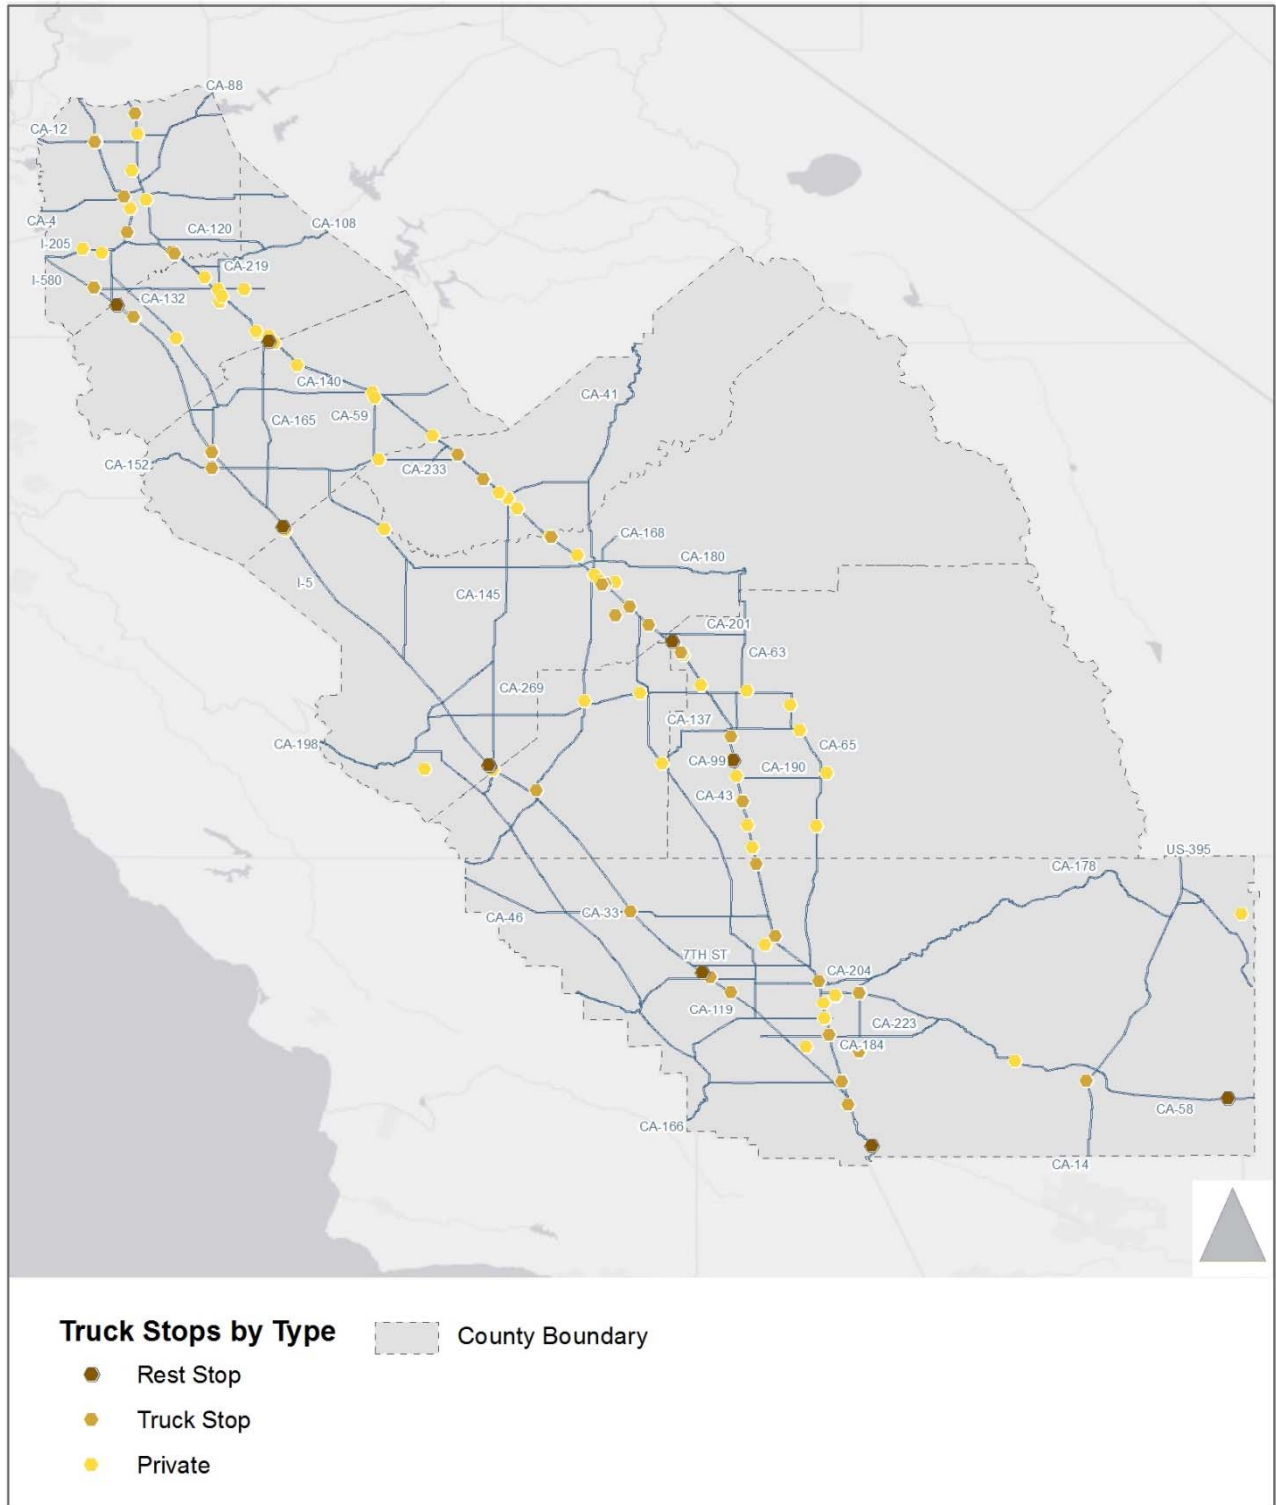 CA-88
CA-12
CA-4
CA-108
CA-120
I-205
CA-219
I-580
CA-132
CA-140
CA-41
CA-59
CA-165
CA-152
CA-233
CA-168
CA-180
I-5
CA-145
CA-201
CA-63
CA-269
CA-137
CA-198
CA-65
CA-99
CA-190
CA-43
US-395
CA-178
CA-33
CA-46
7TH ST
CA-204
CA-119
CA-223
CA-184
CA-58
CA-166
CA-14
Truck Stops by Type
County Boundary
Rest Stop
Truck Stop
Private